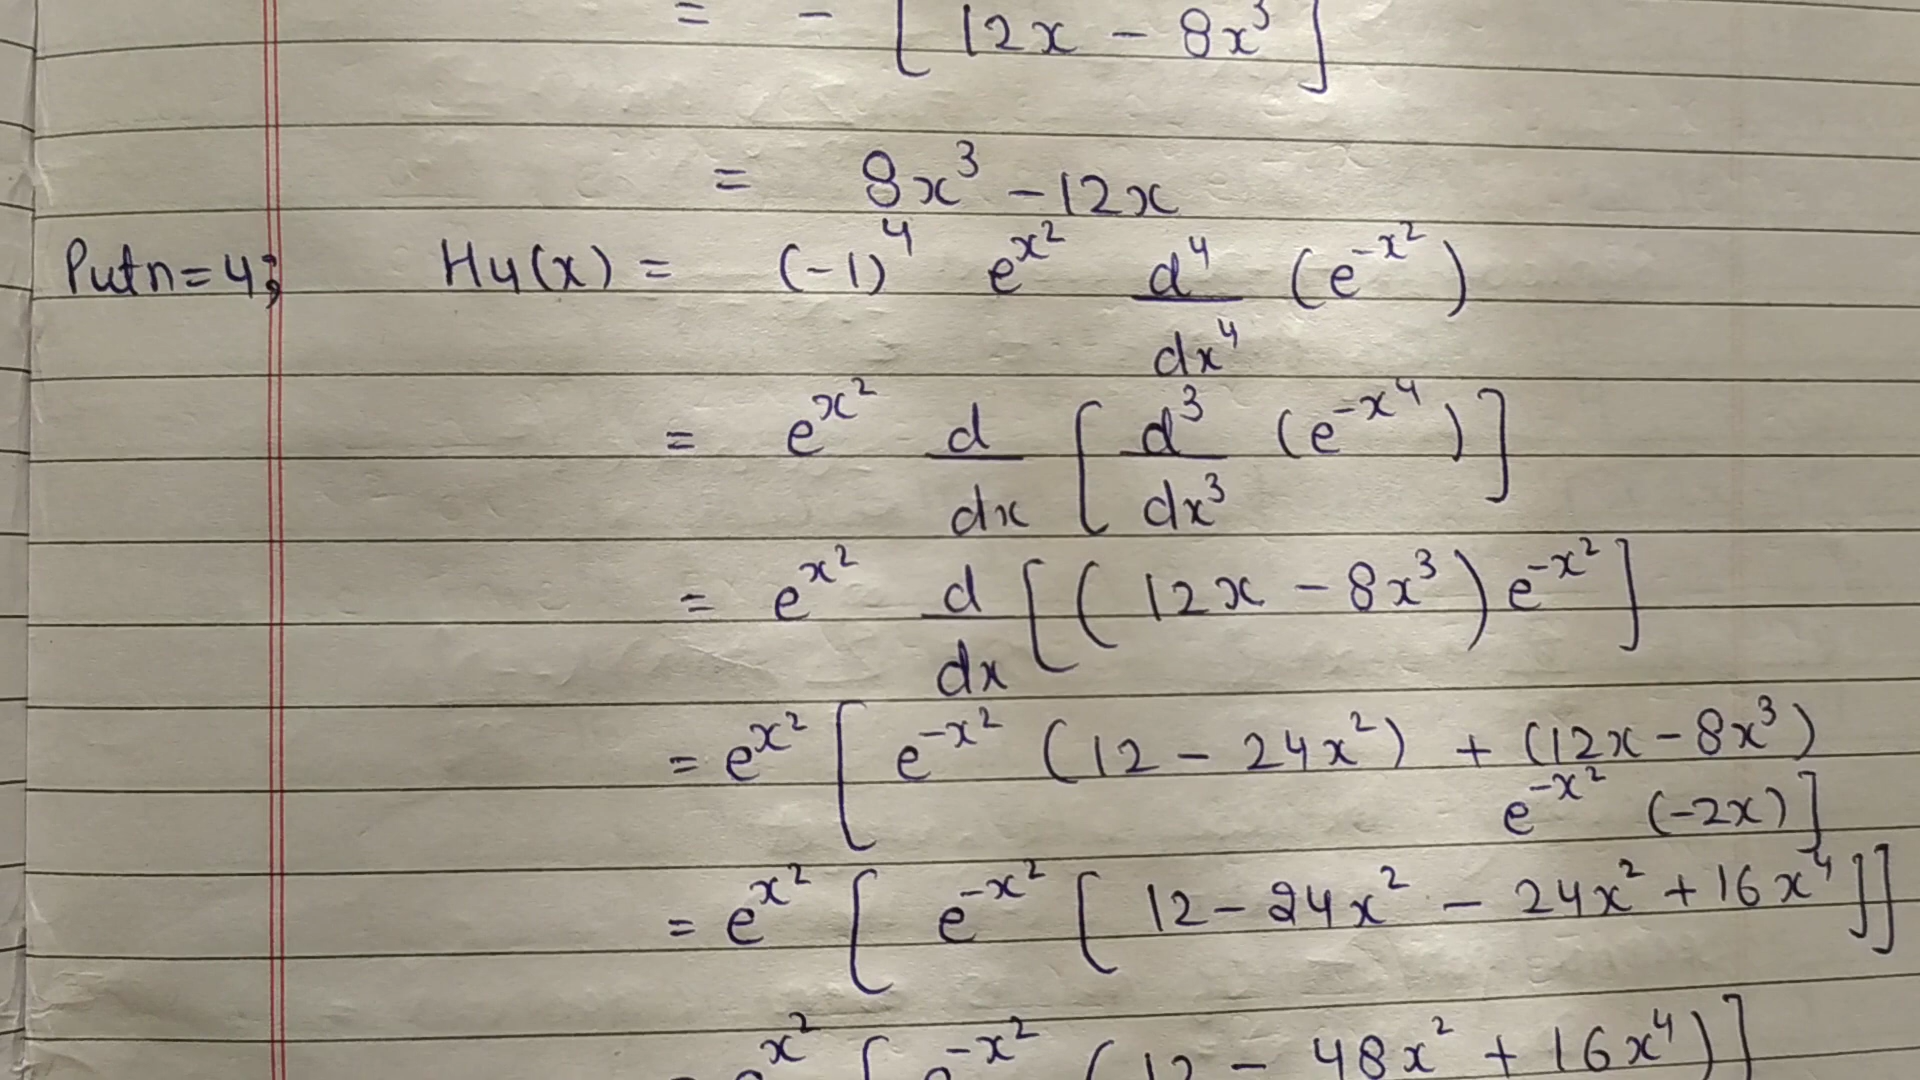 = - [12x - 8x³]
= 8x³ - 12x
Put n=4; H₄(x) = (-1)⁴ e^{x²} d⁴/dx⁴ (e^{-x²})
= e^{x²} d/dx [d³/dx³ (e^{-x⁴})]
= e^{x²} d/dx [(12x - 8x³) e^{-x²}]
= e^{x²} [e^{-x²} (12 - 24x²) + (12x - 8x³)
e^{-x²} (-2x)]
= e^{x²} [e^{-x²} [12 - 24x² - 24x² + 16x⁴]]
= e^{x²} [e^{-x²} (12 - 48x² + 16x⁴)]